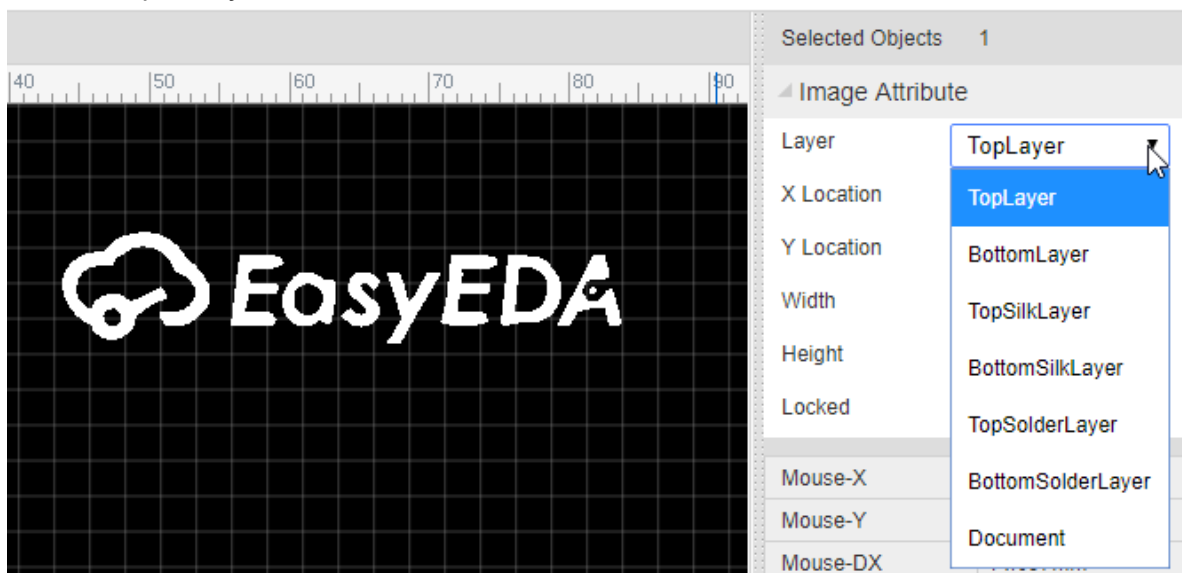 Selected Objects 1
40 50 60 70 80 90
Image Attribute
Layer TopLayer
X Location TopLayer
Y Location BottomLayer
EasyEDA
Width TopSilkLayer
Height BottomSilkLayer
Locked TopSolderLayer
Mouse-X BottomSolderLayer
Mouse-Y
Document
Mouse-DX